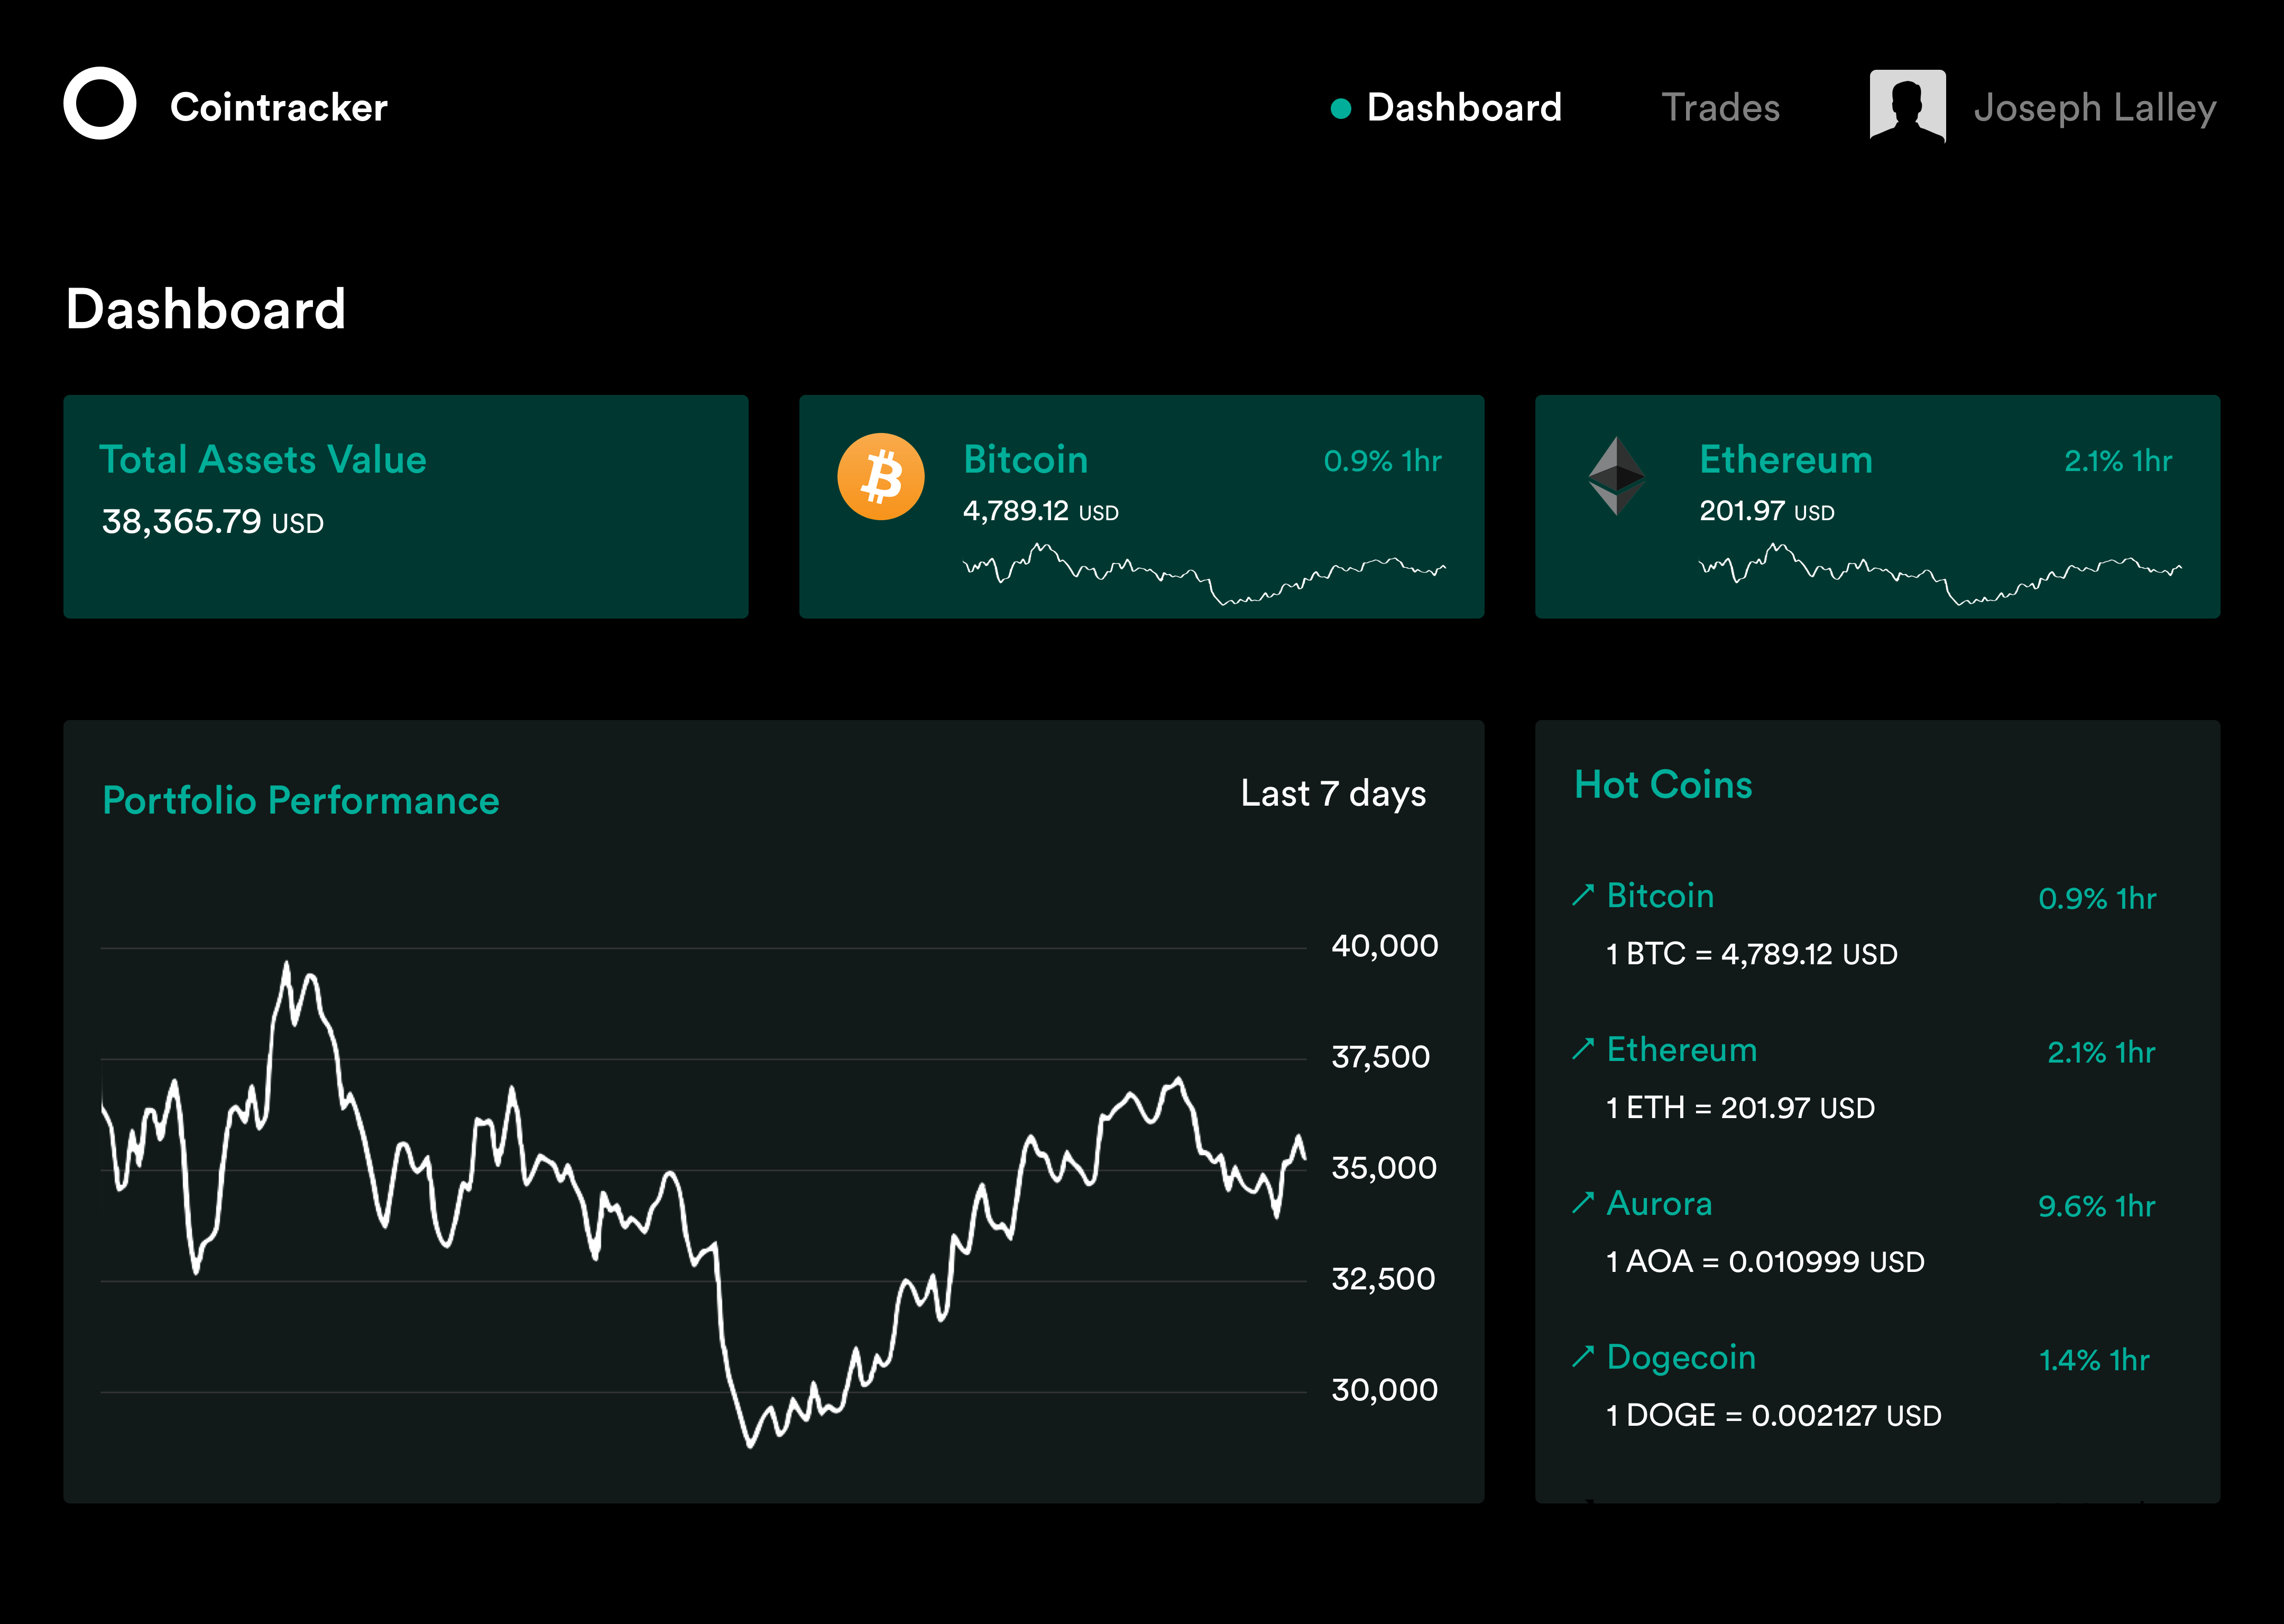 Cointracker
Dashboard
Trades
Joseph Lalley
Dashboard
Total Assets Value
38,365.79 USD
Bitcoin
0.9% 1hr
4,789.12 USD
Ethereum
2.1% 1hr
201.97 USD
Portfolio Performance
Last 7 days
40,000
37,500
35,000
32,500
30,000
Hot Coins
Bitcoin
0.9% 1hr
1 BTC = 4,789.12 USD
Ethereum
2.1% 1hr
1 ETH = 201.97 USD
Aurora
9.6% 1hr
1 AOA = 0.010999 USD
Dogecoin
1.4% 1hr
1 DOGE = 0.002127 USD